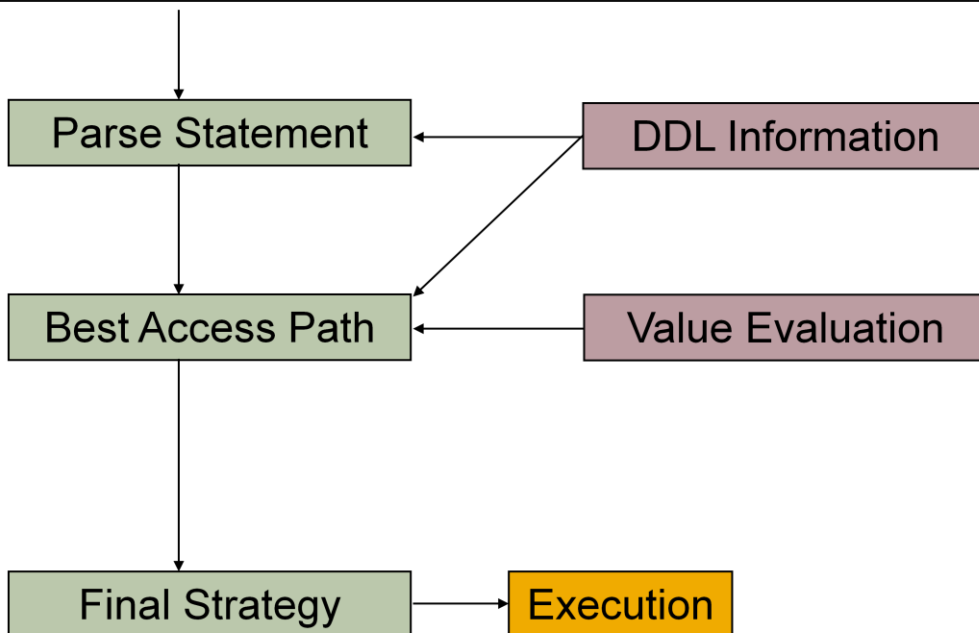 Parse Statement
DDL Information
Best Access Path
Value Evaluation
Final Strategy
Execution